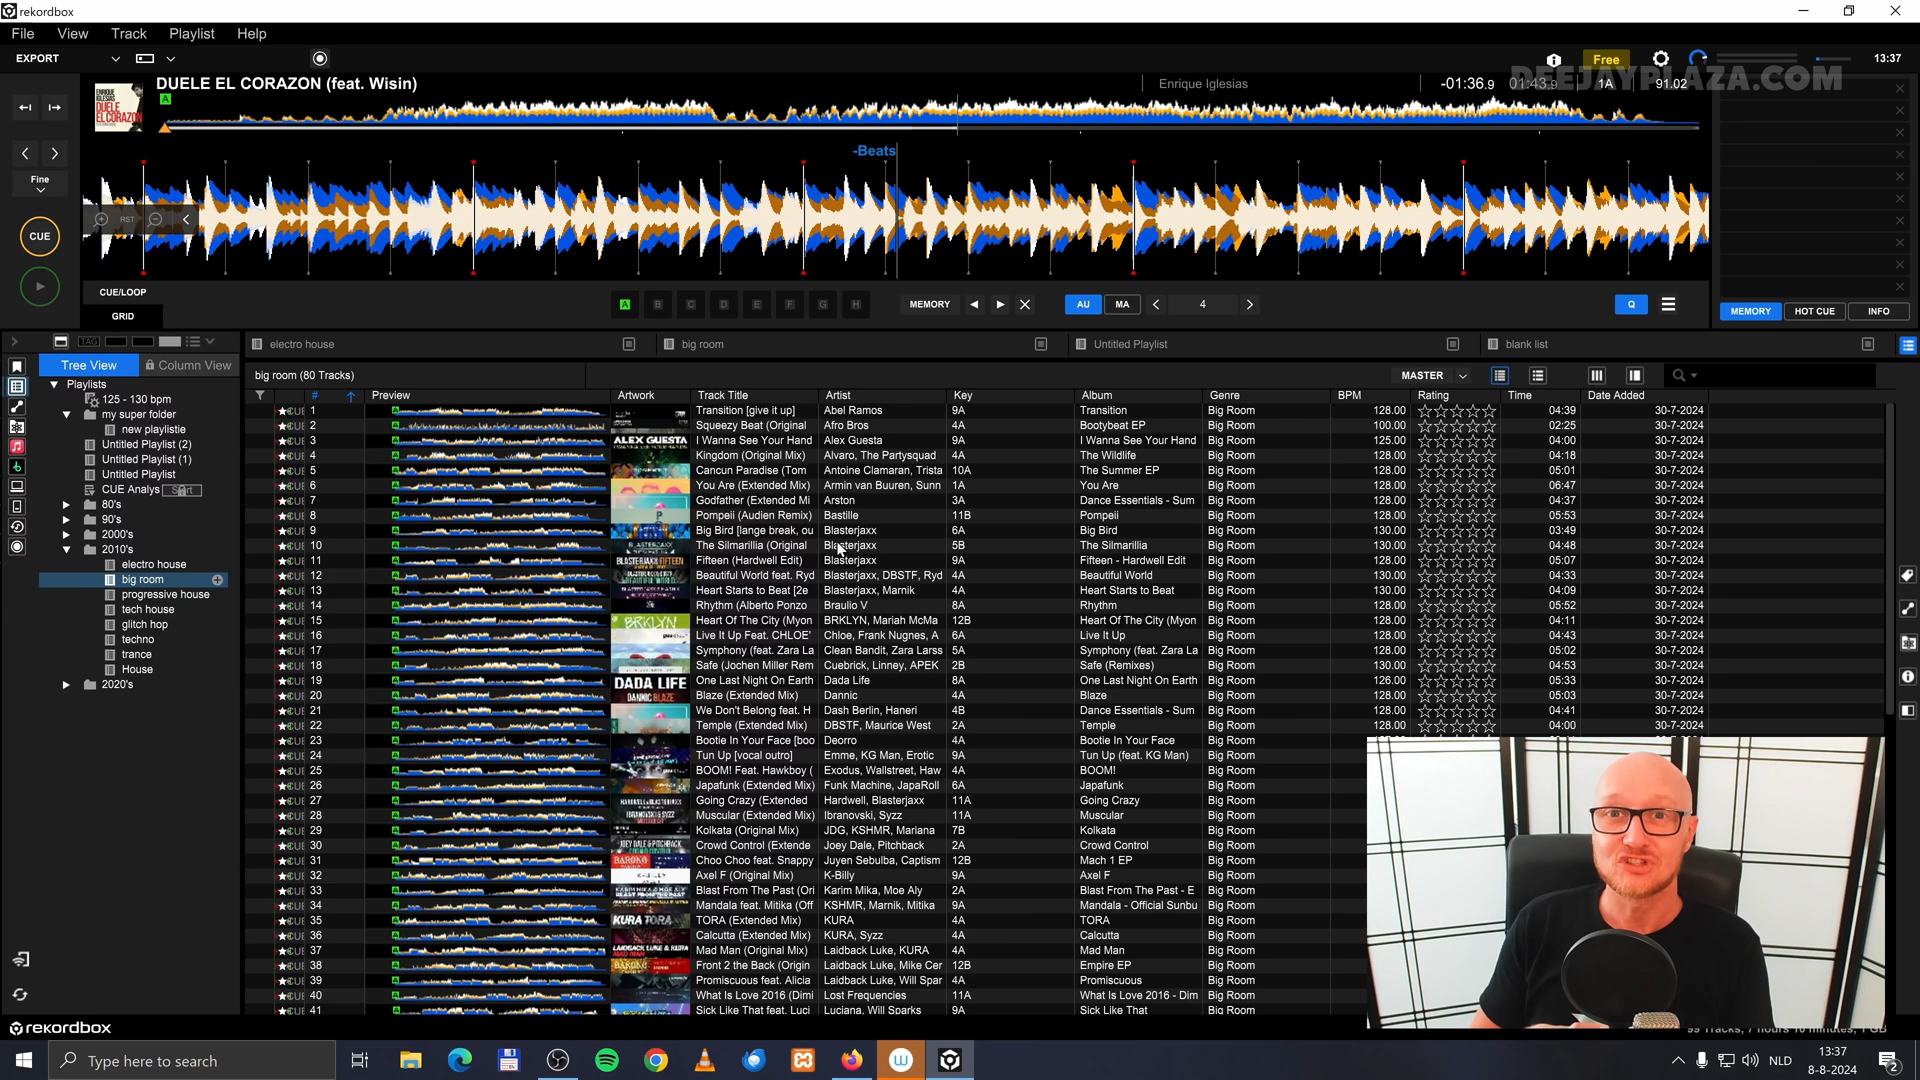 rekordbox
File View Track Playlist Help
EXPORT
Free
13:37
DEEJAYPLAZA.COM
DUELE EL CORAZON (feat. Wisin)
Enrique Iglesias
-01:36.9 01:43.9 1A 91.02
A
-Beats
Fine
RST
CUE
CUE/LOOP
GRID
A B C D E F G H
MEMORY
AU MA 4
Q
MEMORY HOT CUE INFO
TAG
electro house
big room
Untitled Playlist
blank list
Tree View Column View
big room (80 Tracks)
MASTER
Playlists
125 - 130 bpm
my super folder
new playlistie
Untitled Playlist (2)
Untitled Playlist (1)
Untitled Playlist
CUE Analys
80's
90's
2000's
2010's
electro house
big room
progressive house
tech house
glitch hop
techno
trance
House
2020's
# Preview Artwork Track Title Artist Key Album Genre BPM Rating Time Date Added
1 Transition [give it up] Abel Ramos 9A Transition Big Room 128.00 04:39 30-7-2024
2 Squeezy Beat (Original Afro Bros 4A Bootybeat EP Big Room 100.00 02:25 30-7-2024
3 ALEX GUESTA I Wanna See Your Hand Alex Guesta 9A I Wanna See Your Hand Big Room 125.00 04:00 30-7-2024
4 Kingdom (Original Mix) Alvaro, The Partysquad 4A The Wildlife Big Room 128.00 04:18 30-7-2024
5 Cancun Paradise (Tom Antoine Clamaran, Trista 10A The Summer EP Big Room 128.00 05:01 30-7-2024
6 You Are (Extended Mix) Armin van Buuren, Sunn 1A You Are Big Room 128.00 06:47 30-7-2024
7 Godfather (Extended Mi Arston 3A Dance Essentials - Sum Big Room 128.00 04:37 30-7-2024
8 Pompeii (Audien Remix) Bastille 11B Pompeii Big Room 128.00 05:53 30-7-2024
9 Big Bird [lange break, ou Blasterjaxx 6A Big Bird Big Room 130.00 03:49 30-7-2024
10 The Silmarillia (Original Blasterjaxx 5B The Silmarillia Big Room 130.00 04:48 30-7-2024
11 Fifteen (Hardwell Edit) Blasterjaxx 9A Fifteen - Hardwell Edit Big Room 128.00 05:07 30-7-2024
12 Beautiful World feat. Ryd Blasterjaxx, DBSTF, Ryd 4A Beautiful World Big Room 130.00 04:33 30-7-2024
13 Heart Starts to Beat [2e Blasterjaxx, Marnik 4A Heart Starts to Beat Big Room 130.00 04:09 30-7-2024
14 Rhythm (Alberto Ponzo Braulio V 8A Rhythm Big Room 128.00 05:52 30-7-2024
15 BRKLYN Heart Of The City (Myon BRKLYN, Mariah McMa 12B Heart Of The City (Myon Big Room 128.00 04:11 30-7-2024
16 Live It Up Feat. CHLOE' Chloe, Frank Nugnes, A 6A Live It Up Big Room 128.00 04:43 30-7-2024
17 Symphony (feat. Zara La Clean Bandit, Zara Larss 5A Symphony (feat. Zara La Big Room 128.00 05:02 30-7-2024
18 Safe (Jochen Miller Rem Cuebrick, Linney, APEK 2B Safe (Remixes) Big Room 130.00 04:53 30-7-2024
19 DADA LIFE One Last Night On Earth Dada Life 8A One Last Night On Earth Big Room 126.00 05:33 30-7-2024
20 DANNIC BLAZE Blaze (Extended Mix) Dannic 4A Blaze Big Room 128.00 05:03 30-7-2024
21 We Don't Belong feat. H Dash Berlin, Haneri 4B Dance Essentials - Sum Big Room 128.00 04:41 30-7-2024
22 Temple (Extended Mix) DBSTF, Maurice West 2A Temple Big Room 128.00 04:00 30-7-2024
23 Bootie In Your Face [boo Deorro 4A Bootie In Your Face Big Room
24 Tun Up [vocal outro] Emme, KG Man, Erotic 9A Tun Up (feat. KG Man) Big Room
25 BOOM! Feat. Hawkboy ( Exodus, Wallstreet, Haw 4A BOOM! Big Room
26 Japafunk (Extended Mix) Funk Machine, JapaRoll 6A Japafunk Big Room
27 Going Crazy (Extended Hardwell, Blasterjaxx 11A Going Crazy Big Room
28 Muscular (Extended Mix) Ibranovski, Syzz 11A Muscular Big Room
29 Kolkata (Original Mix) JDG, KSHMR, Mariana 7B Kolkata Big Room
30 Crowd Control (Extende Joey Dale, Pitchback 2A Crowd Control Big Room
31 Choo Choo feat. Snappy Juyen Sebulba, Captism 12B Mach 1 EP Big Room
32 Axel F (Original Mix) K-Billy 9A Axel F Big Room
33 Blast From The Past (Ori Karim Mika, Moe Aly 2A Blast From The Past - E Big Room
34 Mandala feat. Mitika (Off KSHMR, Marnik, Mitika 9A Mandala - Official Sunbu Big Room
35 KURA TORA TORA (Extended Mix) KURA 4A TORA Big Room
36 Calcutta (Extended Mix) KURA, Syzz 4A Calcutta Big Room
37 Mad Man (Original Mix) Laidback Luke, KURA 4A Mad Man Big Room
38 Front 2 the Back (Origin Laidback Luke, Mike Cer 12B Empire EP Big Room
39 Promiscuous feat. Alicia Laidback Luke, Will Spar 4A Promiscuous Big Room
40 What Is Love 2016 (Dimi Lost Frequencies 11A What Is Love 2016 - Dim Big Room
41 Sick Like That feat. Luci Luciana, Will Sparks 9A Sick Like That Big Room
rekordbox
Type here to search
NLD
13:37
8-8-2024
2